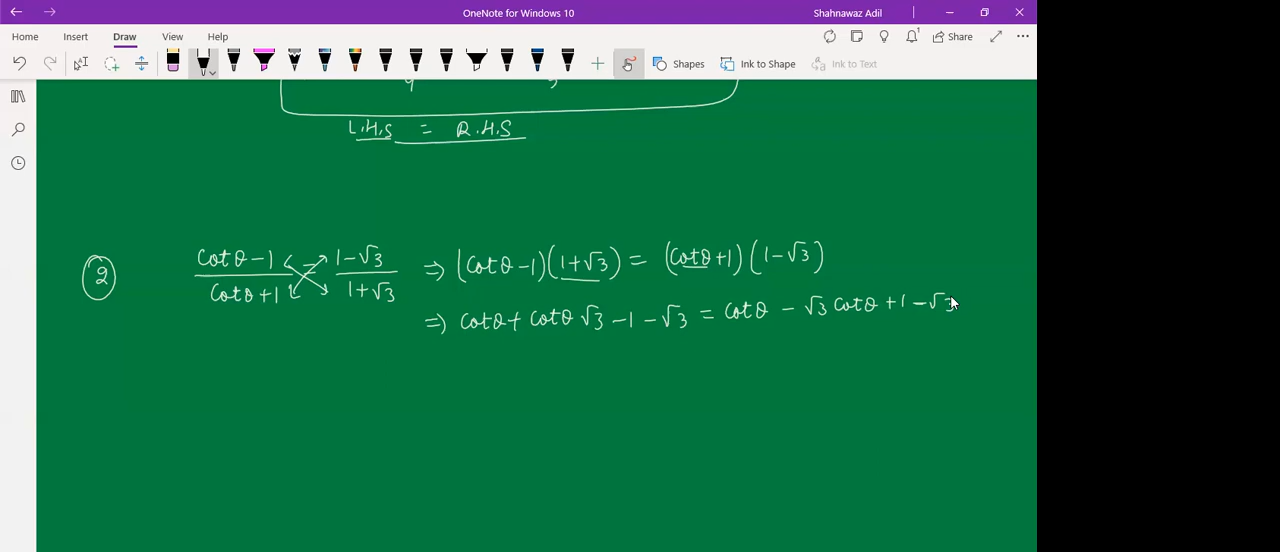 OneNote for Windows 10
Shahnawaz Adil
Home Insert Draw View Help
Share
Shapes Ink to Shape Ink to Text
L.H.S = R.H.S
② cotθ-1 / cotθ+1 = 1-√3 / 1+√3 ⇒ (cotθ-1)(1+√3) = (cotθ+1)(1-√3)
⇒ cotθ + cotθ √3 - 1 - √3 = cotθ - √3 cotθ + 1 - √3